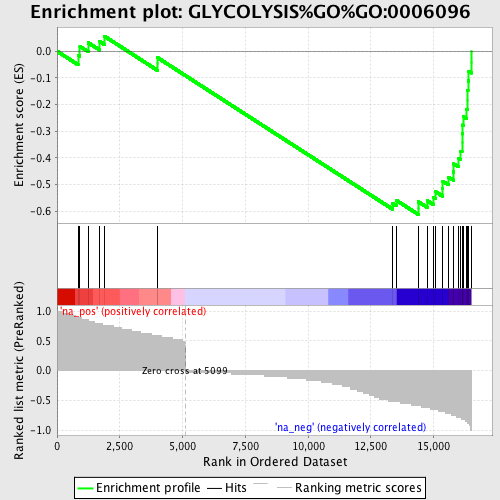 Enrichment plot: GLYCOLYSIS%GO%GO:0006096
Enrichment score (ES)
0.0
-0.1
-0.2
-0.3
-0.4
-0.5
-0.6
'na_pos' (positively correlated)
Ranked list metric (PreRanked)
1.0
0.5
0.0
-0.5
-1.0
Zero cross at 5099
'na_neg' (negatively correlated)
0 2,500 5,000 7,500 10,000 12,500 15,000
Rank in Ordered Dataset
Enrichment profile Hits Ranking metric scores